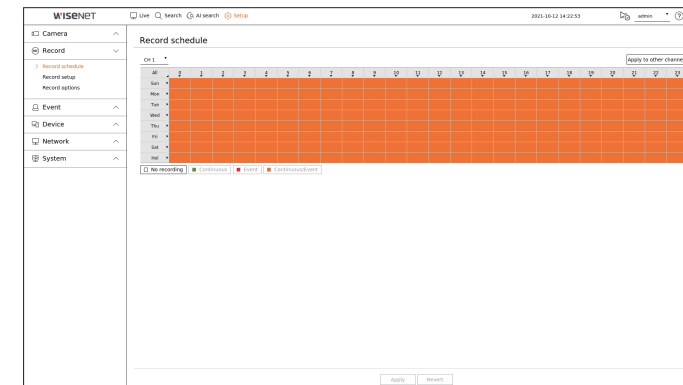 WISENET
Live Search AI search Setup 2021-10-12 14:22:53 admin
Camera
Record
Record schedule
Record setup
Record options
Event
Device
Network
System
Record schedule
CH 1 Apply to other channe
All 0 1 2 3 4 5 6 7 8 9 10 11 12 13 14 15 16 17 18 19 20 21 22 23
Sun
Mon
Tue
Wed
Thu
Fri
Sat
Hol
No recording Continuous Event Continuous/Event
Apply Revert